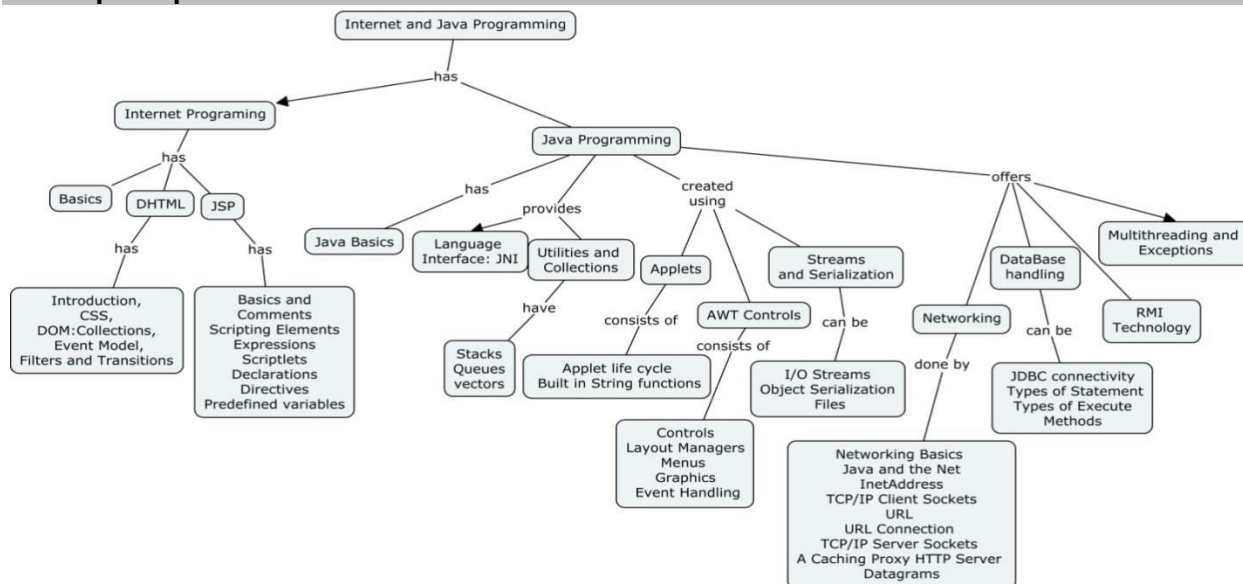 Internet and Java Programming
has
Internet Programing
Java Programming
has
Basics
DHTML
JSP
has
Introduction,
CSS,
DOM:Collections,
Event Model,
Filters and Transitions
has
Basics and
Comments
Scripting Elements
Expressions
Scriptlets
Declarations
Directives
Predefined variables
has
Java Basics
provides
Language
Interface: JNI
Utilities and
Collections
have
Stacks
Queues
vectors
created
using
Applets
consists of
Applet life cycle
Built in String functions
AWT Controls
consists of
Controls
Layout Managers
Menus
Graphics
Event Handling
Streams
and Serialization
can be
I/O Streams
Object Serialization
Files
offers
Networking
done by
Networking Basics
Java and the Net
InetAddress
TCP/IP Client Sockets
URL
URL Connection
TCP/IP Server Sockets
A Caching Proxy HTTP Server
Datagrams
DataBase
handling
can be
JDBC connectivity
Types of Statement
Types of Execute
Methods
RMI
Technology
Multithreading and
Exceptions